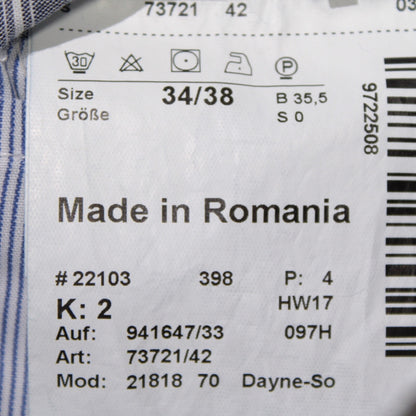 73721 42 03
30 P
Size 34/38 B 35,5
Größe S 0
9722508
Made in Romania
# 22103 398 P: 4
K: 2 HW17
Auf: 941647/33 097H
Art: 73721/42
Mod: 21818 70 Dayne-So